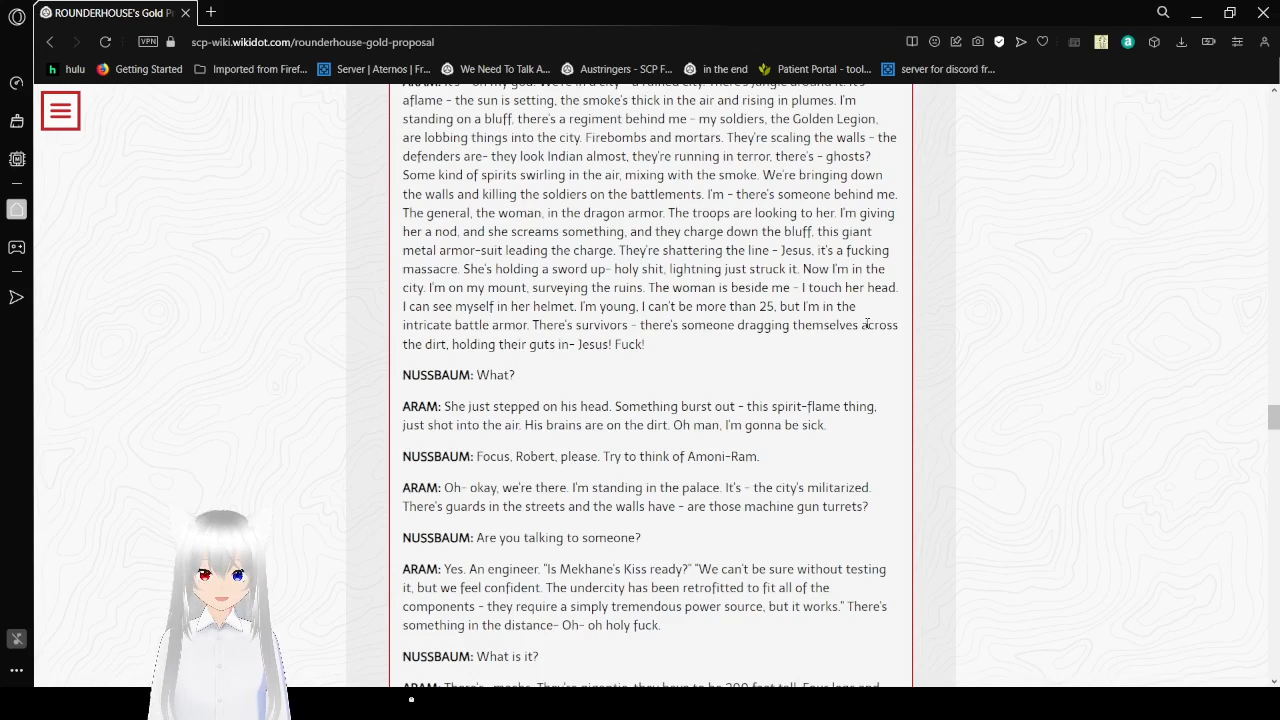 ROUNDERHOUSE's Gold P
VPN
scp-wiki.wikidot.com/rounderhouse-gold-proposal
hulu
Getting Started
Imported from Firef...
Server | Aternos | Fr...
We Need To Talk A...
Austringers - SCP F...
in the end
Patient Portal - tool...
server for discord fr...
aflame - the sun is setting, the smoke's thick in the air and rising in plumes. I'm
standing on a bluff, there's a regiment behind me - my soldiers, the Golden Legion,
are lobbing things into the city. Firebombs and mortars. They're scaling the walls - the
defenders are- they look Indian almost, they're running in terror, there's - ghosts?
Some kind of spirits swirling in the air, mixing with the smoke. We're bringing down
the walls and killing the soldiers on the battlements. I'm - there's someone behind me.
The general, the woman, in the dragon armor. The troops are looking to her. I'm giving
her a nod, and she screams something, and they charge down the bluff, this giant
metal armor-suit leading the charge. They're shattering the line - Jesus, it's a fucking
massacre. She's holding a sword up- holy shit, lightning just struck it. Now I'm in the
city. I'm on my mount, surveying the ruins. The woman is beside me - I touch her head.
I can see myself in her helmet. I'm young, I can't be more than 25, but I'm in the
intricate battle armor. There's survivors - there's someone dragging themselves across
the dirt, holding their guts in- Jesus! Fuck!
NUSSBAUM: What?
ARAM: She just stepped on his head. Something burst out - this spirit-flame thing,
just shot into the air. His brains are on the dirt. Oh man, I'm gonna be sick.
NUSSBAUM: Focus, Robert, please. Try to think of Amoni-Ram.
ARAM: Oh- okay, we're there. I'm standing in the palace. It's - the city's militarized.
There's guards in the streets and the walls have - are those machine gun turrets?
NUSSBAUM: Are you talking to someone?
ARAM: Yes. An engineer. "Is Mekhane's Kiss ready?" "We can't be sure without testing
it, but we feel confident. The undercity has been retrofitted to fit all of the
components - they require a simply tremendous power source, but it works." There's
something in the distance- Oh- oh holy fuck.
NUSSBAUM: What is it?